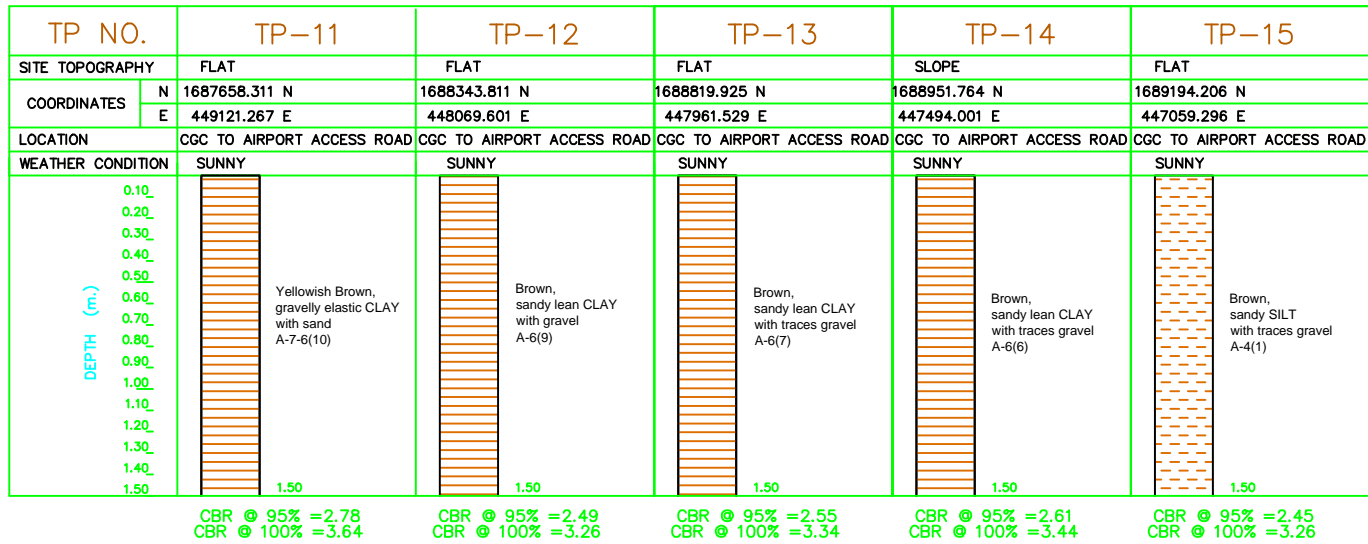 TP NO. TP-11 TP-12 TP-13 TP-14 TP-15
SITE TOPOGRAPHY FLAT FLAT FLAT SLOPE FLAT
COORDINATES N 1687658.311 N 1688343.811 N 1688819.925 N 1688951.764 N 1689194.206 N
E 449121.267 E 448069.601 E 447961.529 E 447494.001 E 447059.296 E
LOCATION CGC TO AIRPORT ACCESS ROAD CGC TO AIRPORT ACCESS ROAD CGC TO AIRPORT ACCESS ROAD CGC TO AIRPORT ACCESS ROAD CGC TO AIRPORT ACCESS ROAD
WEATHER CONDITION SUNNY SUNNY SUNNY SUNNY SUNNY
DEPTH (m.)
0.10
0.20
0.30
0.40
0.50
0.60
0.70
0.80
0.90
1.00
1.10
1.20
1.30
1.40
1.50
Yellowish Brown,
gravelly elastic CLAY
with sand
A-7-6(10)
1.50
Brown,
sandy lean CLAY
with gravel
A-6(9)
1.50
Brown,
sandy lean CLAY
with traces gravel
A-6(7)
1.50
Brown,
sandy lean CLAY
with traces gravel
A-6(6)
1.50
Brown,
sandy SILT
with traces gravel
A-4(1)
1.50
CBR @ 95% =2.78
CBR @ 100% =3.64
CBR @ 95% =2.49
CBR @ 100% =3.26
CBR @ 95% =2.55
CBR @ 100% =3.34
CBR @ 95% =2.61
CBR @ 100% =3.44
CBR @ 95% =2.45
CBR @ 100% =3.26